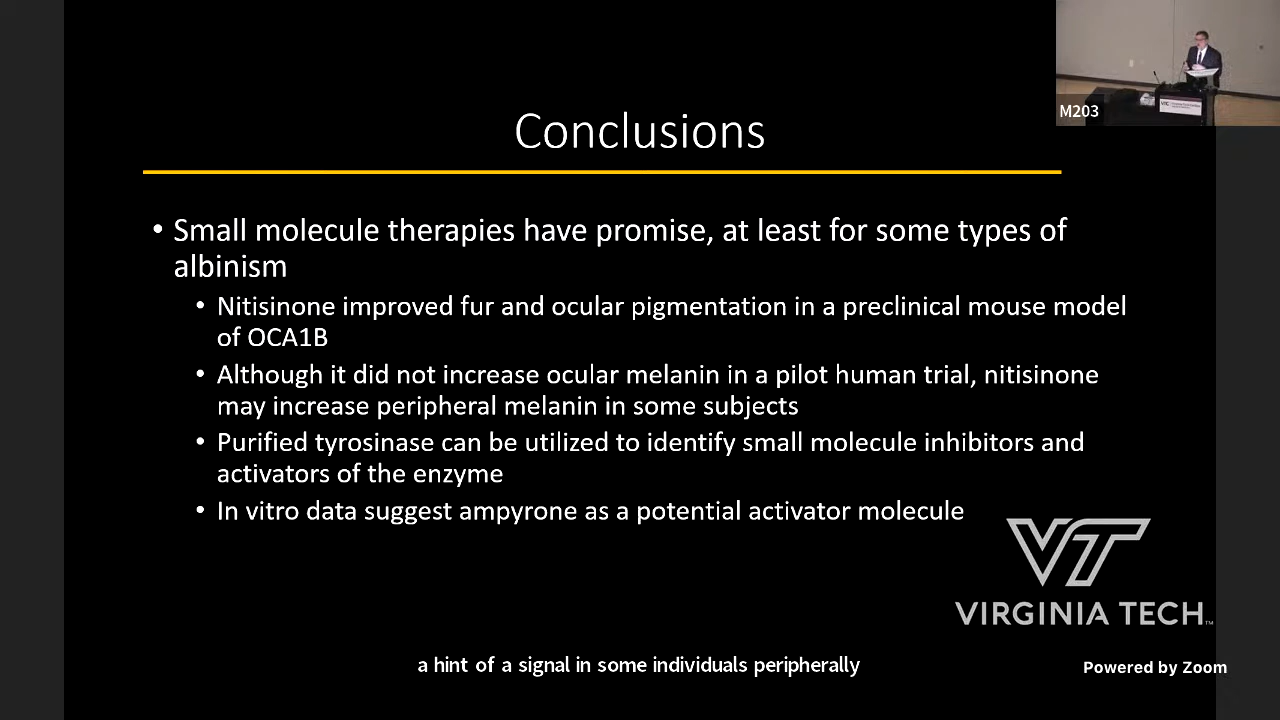 M203
Conclusions
• Small molecule therapies have promise, at least for some types of
albinism
• Nitisinone improved fur and ocular pigmentation in a preclinical mouse model
of OCA1B
• Although it did not increase ocular melanin in a pilot human trial, nitisinone
may increase peripheral melanin in some subjects
• Purified tyrosinase can be utilized to identify small molecule inhibitors and
activators of the enzyme
• In vitro data suggest ampyrone as a potential activator molecule
VT
VIRGINIA TECH™
a hint of a signal in some individuals peripherally
Powered by Zoom